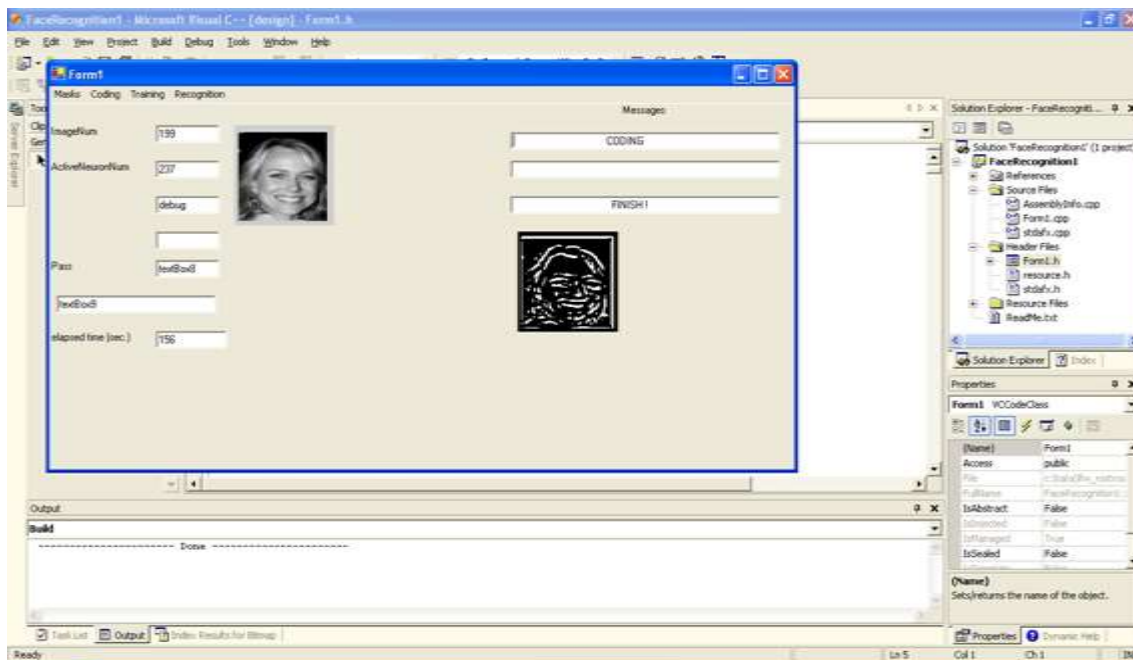 FaceRecognition1 - Microsoft Visual C++ [design] - Form1.h
File Edit View Project Build Debug Tools Window Help
Form1
Masks Coding Training Recognition
Messages
ImageNum 199
CODING
ActiveNeuronNum 237
debug
FINISH !
Pass textBox8
textBox9
elapsed time (sec.) 156
Server Explorer
Solution Explorer - FaceRecogniti...
Solution 'FaceRecognition1' (1 project)
FaceRecognition1
References
Source Files
AssemblyInfo.cpp
Form1.cpp
stdafx.cpp
Header Files
Form1.h
resource.h
stdafx.h
Resource Files
ReadMe.txt
Solution Explorer Index
Properties
Form1 VCCodeClass
(Name) Form1
Access public
File
FullName FaceRecognition1
IsAbstract False
IsInjected False
IsManaged True
IsSealed False
(Name)
Sets/returns the name of the object.
Properties Dynamic Help
Output
Build
---------------------- Done ----------------------
Task List Output Index Results for Bitmap
Ready Ln 5 Col 1 Ch 1